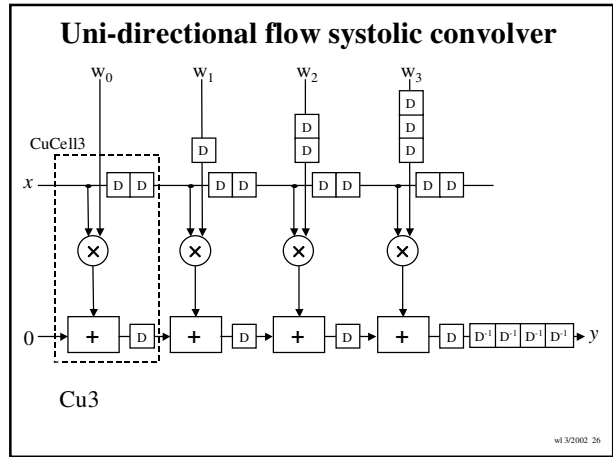 Uni-directional flow systolic convolver
w₀ w₁ w₂ w₃
D
D D
CuCell3 D D D
x D D D D D D D D
× × × ×
0 + D + D + D + D D⁻¹ D⁻¹ D⁻¹ D⁻¹ y
Cu3
wl 3/2002 26